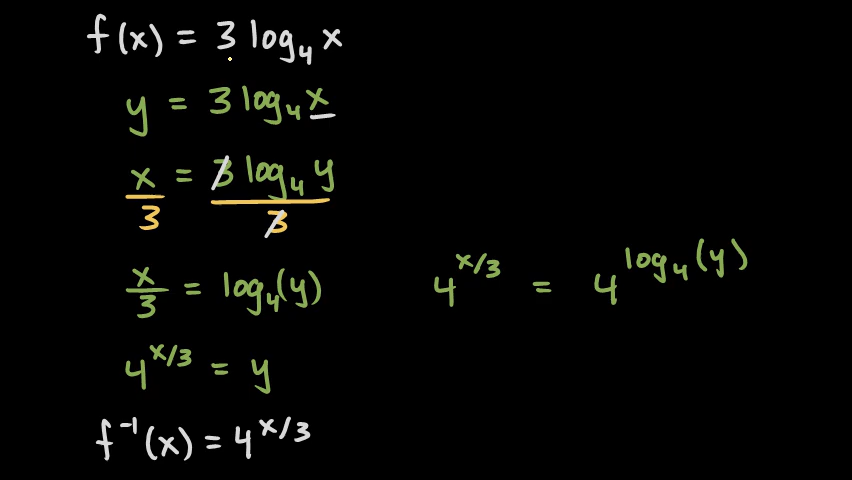 f(x) = 3 log₄ x
y = 3 log₄ x
x/3 = 3 log₄ y/3
x/3 = log₄(y)
4^(x/3) = 4^(log₄(y))
4^(x/3) = y
f⁻¹(x) = 4^(x/3)